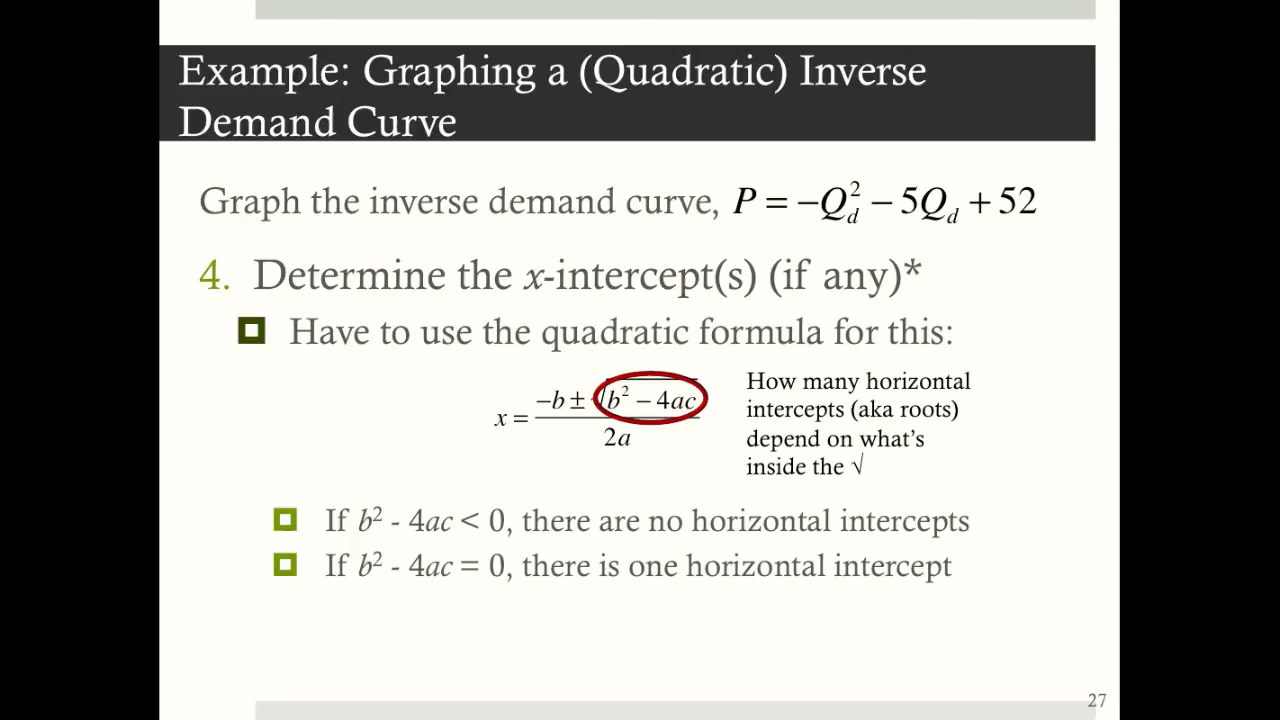 Example: Graphing a (Quadratic) Inverse
Demand Curve
Graph the inverse demand curve, P = −Q_d^2 − 5Q_d + 52
4. Determine the x-intercept(s) (if any)*
Have to use the quadratic formula for this:
x = (−b ± √(b² − 4ac)) / 2a
How many horizontal
intercepts (aka roots)
depend on what's
inside the √
If b² - 4ac < 0, there are no horizontal intercepts
If b² - 4ac = 0, there is one horizontal intercept
27